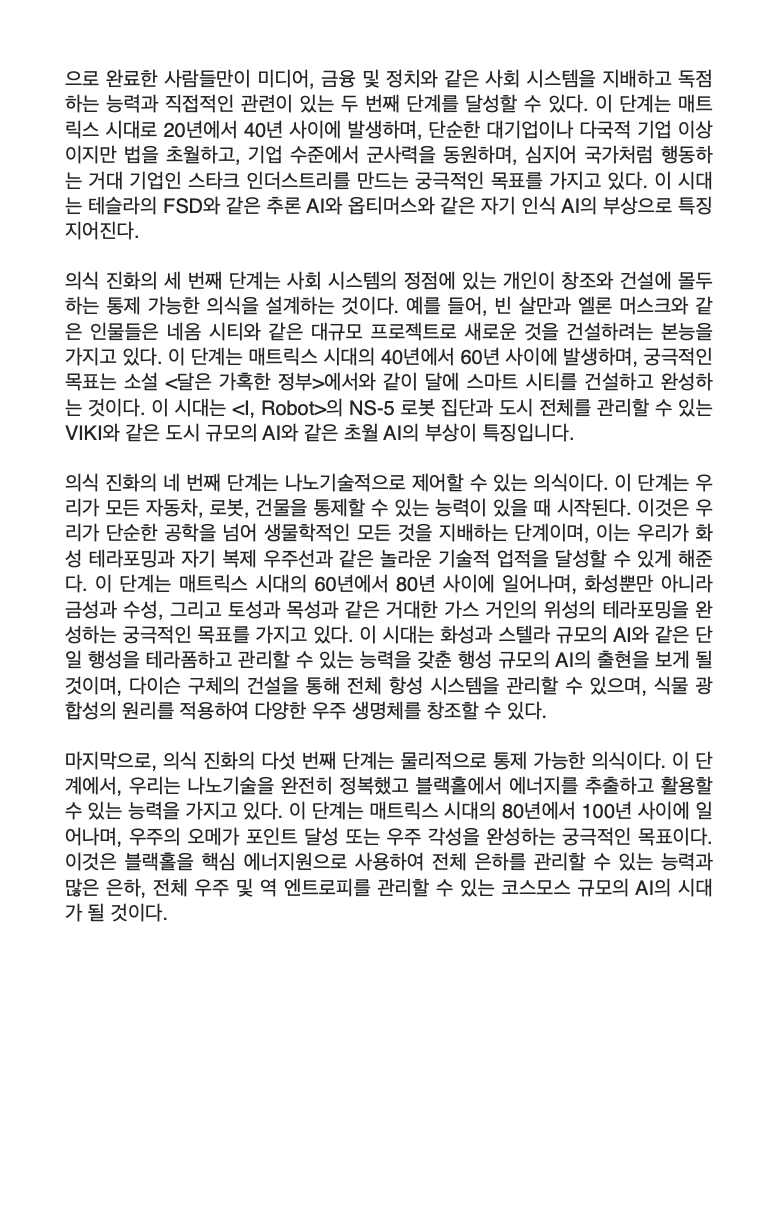 으로 완료한 사람들만이 미디어, 금융 및 정치와 같은 사회 시스템을 지배하고 독점
하는 능력과 직접적인 관련이 있는 두 번째 단계를 달성할 수 있다. 이 단계는 매트
릭스 시대로 20년에서 40년 사이에 발생하며, 단순한 대기업이나 다국적 기업 이상
이지만 법을 초월하고, 기업 수준에서 군사력을 동원하며, 심지어 국가처럼 행동하
는 거대 기업인 스타크 인더스트리를 만드는 궁극적인 목표를 가지고 있다. 이 시대
는 테슬라의 FSD와 같은 추론 AI와 옵티머스와 같은 자기 인식 AI의 부상으로 특징
지어진다.
의식 진화의 세 번째 단계는 사회 시스템의 정점에 있는 개인이 창조와 건설에 몰두
하는 통제 가능한 의식을 설계하는 것이다. 예를 들어, 빈 살만과 엘론 머스크와 같
은 인물들은 네옴 시티와 같은 대규모 프로젝트로 새로운 것을 건설하려는 본능을
가지고 있다. 이 단계는 매트릭스 시대의 40년에서 60년 사이에 발생하며, 궁극적인
목표는 소설 <달은 가혹한 정부>에서와 같이 달에 스마트 시티를 건설하고 완성하
는 것이다. 이 시대는 <I, Robot>의 NS-5 로봇 집단과 도시 전체를 관리할 수 있는
VIKI와 같은 도시 규모의 AI와 같은 초월 AI의 부상이 특징입니다.
의식 진화의 네 번째 단계는 나노기술적으로 제어할 수 있는 의식이다. 이 단계는 우
리가 모든 자동차, 로봇, 건물을 통제할 수 있는 능력이 있을 때 시작된다. 이것은 우
리가 단순한 공학을 넘어 생물학적인 모든 것을 지배하는 단계이며, 이는 우리가 화
성 테라포밍과 자기 복제 우주선과 같은 놀라운 기술적 업적을 달성할 수 있게 해준
다. 이 단계는 매트릭스 시대의 60년에서 80년 사이에 일어나며, 화성뿐만 아니라
금성과 수성, 그리고 토성과 목성과 같은 거대한 가스 거인의 위성의 테라포밍을 완
성하는 궁극적인 목표를 가지고 있다. 이 시대는 화성과 스텔라 규모의 AI와 같은 단
일 행성을 테라폼하고 관리할 수 있는 능력을 갖춘 행성 규모의 AI의 출현을 보게 될
것이며, 다이슨 구체의 건설을 통해 전체 항성 시스템을 관리할 수 있으며, 식물 광
합성의 원리를 적용하여 다양한 우주 생명체를 창조할 수 있다.
마지막으로, 의식 진화의 다섯 번째 단계는 물리적으로 통제 가능한 의식이다. 이 단
계에서, 우리는 나노기술을 완전히 정복했고 블랙홀에서 에너지를 추출하고 활용할
수 있는 능력을 가지고 있다. 이 단계는 매트릭스 시대의 80년에서 100년 사이에 일
어나며, 우주의 오메가 포인트 달성 또는 우주 각성을 완성하는 궁극적인 목표이다.
이것은 블랙홀을 핵심 에너지원으로 사용하여 전체 은하를 관리할 수 있는 능력과
많은 은하, 전체 우주 및 역 엔트로피를 관리할 수 있는 코스모스 규모의 AI의 시대
가 될 것이다.